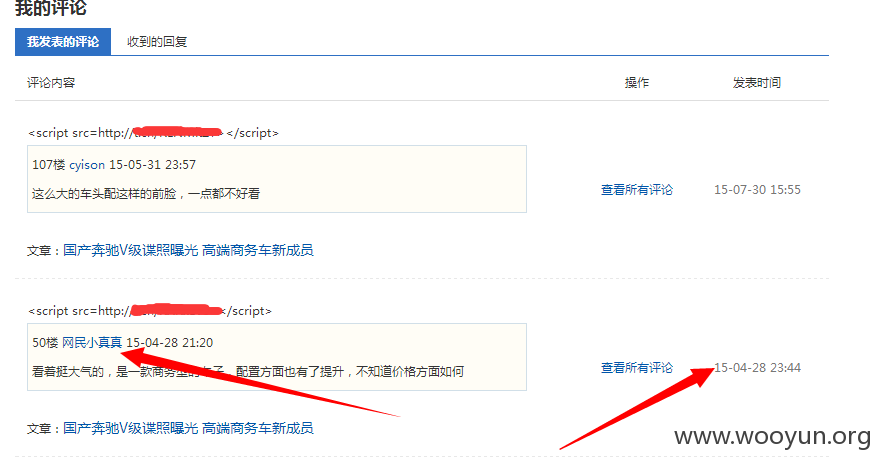 我的评论
我发表的评论 收到的回复
评论内容 操作 发表时间
<script src=http:// ></script>
107楼 cyison 15-05-31 23:57
这么大的车头配这样的前脸，一点都不好看
查看所有评论 15-07-30 15:55
文章：国产奔驰V级谍照曝光 高端商务车新成员
<script src=http:// </script>
50楼 网民小真真 15-04-28 21:20
看着挺大气的，是一款商务型的车子，配置方面也有了提升，不知道价格方面如何
查看所有评论 15-04-28 23:44
文章：国产奔驰V级谍照曝光 高端商务车新成员
www.wooyun.org